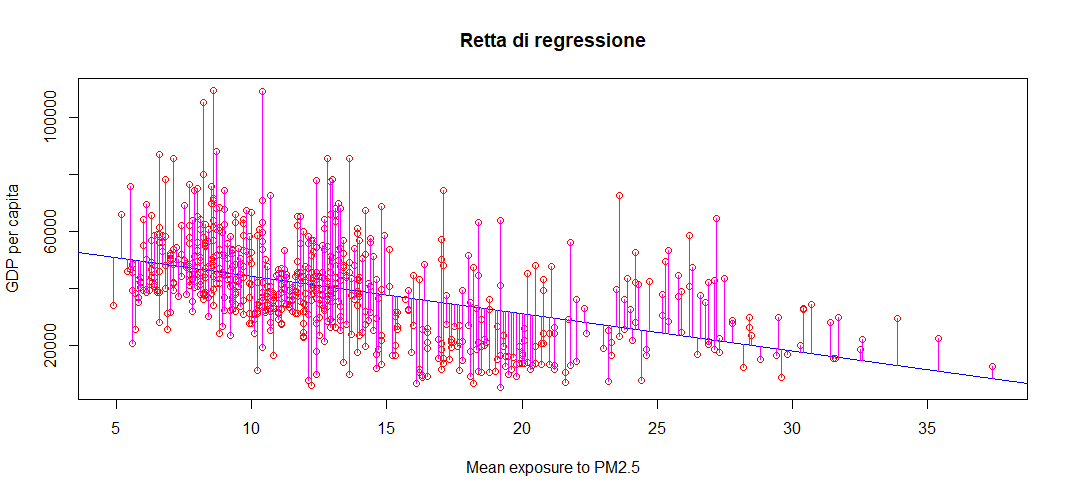 Retta di regressione
100000
60000
20000
GDP per capita
5 10 15 20 25 30 35
Mean exposure to PM2.5